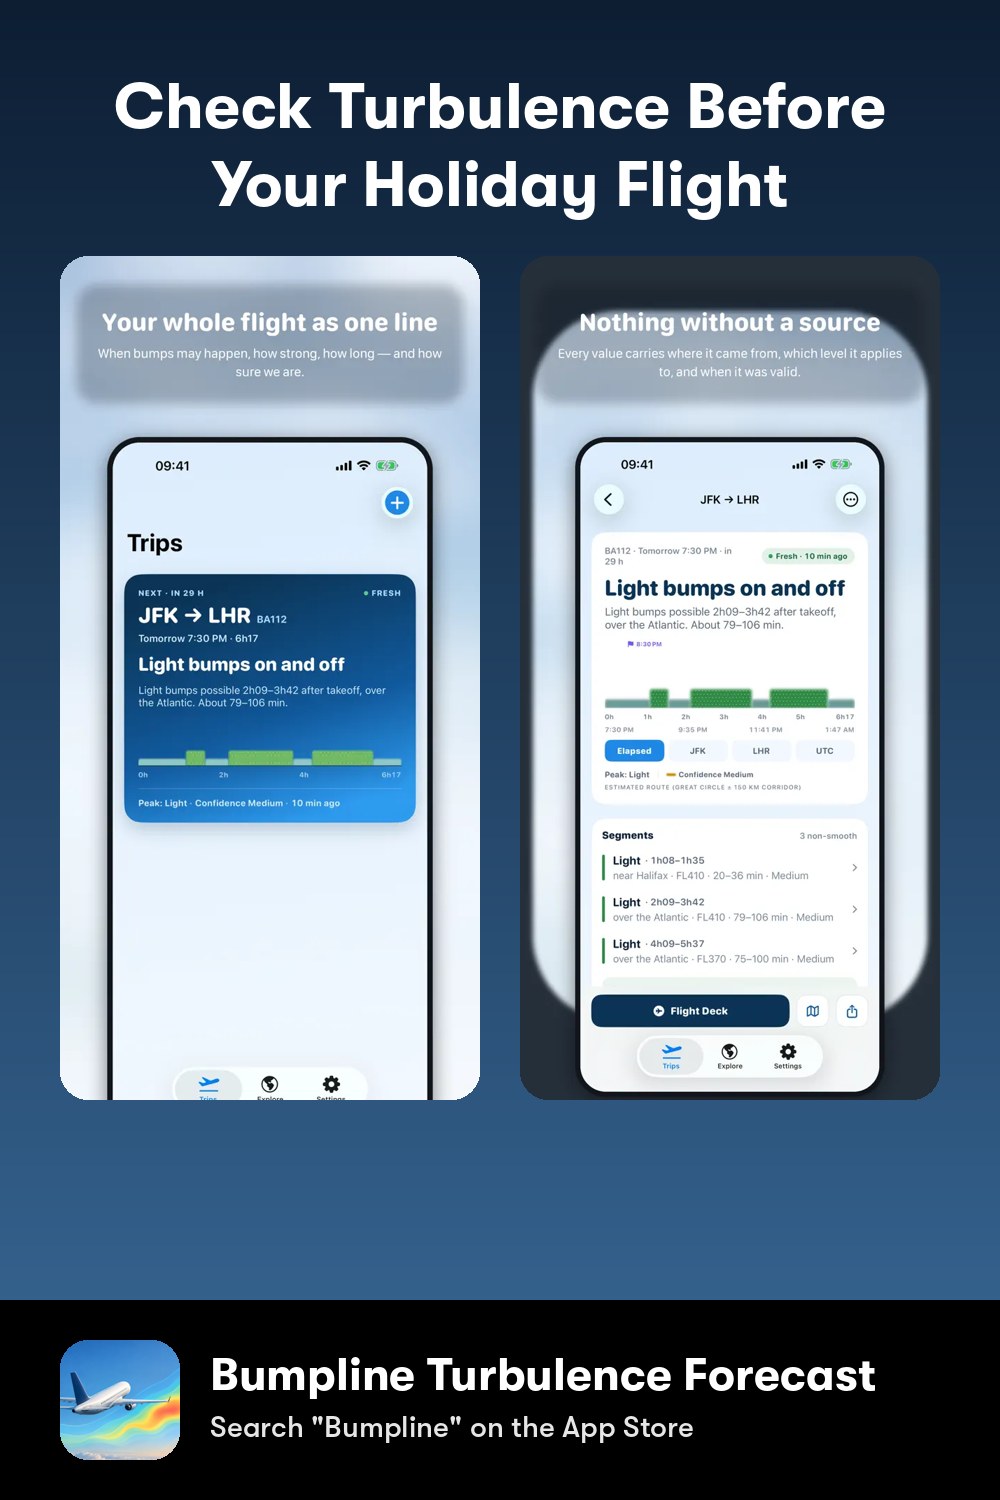 Check Turbulence Before
Your Holiday Flight
Your whole flight as one line
When bumps may happen, how strong, how long — and how
sure we are.
09:41
Trips
NEXT · IN 29 H
FRESH
JFK → LHR BA112
Tomorrow 7:30 PM · 6h17
Light bumps on and off
Light bumps possible 2h09–3h42 after takeoff, over
the Atlantic. About 79–106 min.
0h 2h 4h 6h17
Peak: Light · Confidence Medium · 10 min ago
Trips Explore Settings
Nothing without a source
Every value carries where it came from, which level it applies
to, and when it was valid.
09:41
JFK → LHR
BA112 · Tomorrow 7:30 PM · in
29 h
Fresh · 10 min ago
Light bumps on and off
Light bumps possible 2h09–3h42 after takeoff,
over the Atlantic. About 79–106 min.
8:30 PM
0h 1h 2h 3h 4h 5h 6h17
7:30 PM 9:35 PM 11:41 PM 1:47 AM
Elapsed JFK LHR UTC
Peak: Light Confidence Medium
ESTIMATED ROUTE (GREAT CIRCLE ± 150 KM CORRIDOR)
Segments 3 non-smooth
Light · 1h08–1h35
near Halifax · FL410 · 20–36 min · Medium
Light · 2h09–3h42
over the Atlantic · FL410 · 79–106 min · Medium
Light · 4h09–5h37
over the Atlantic · FL370 · 75–100 min · Medium
Flight Deck
Trips Explore Settings
Bumpline Turbulence Forecast
Search "Bumpline" on the App Store